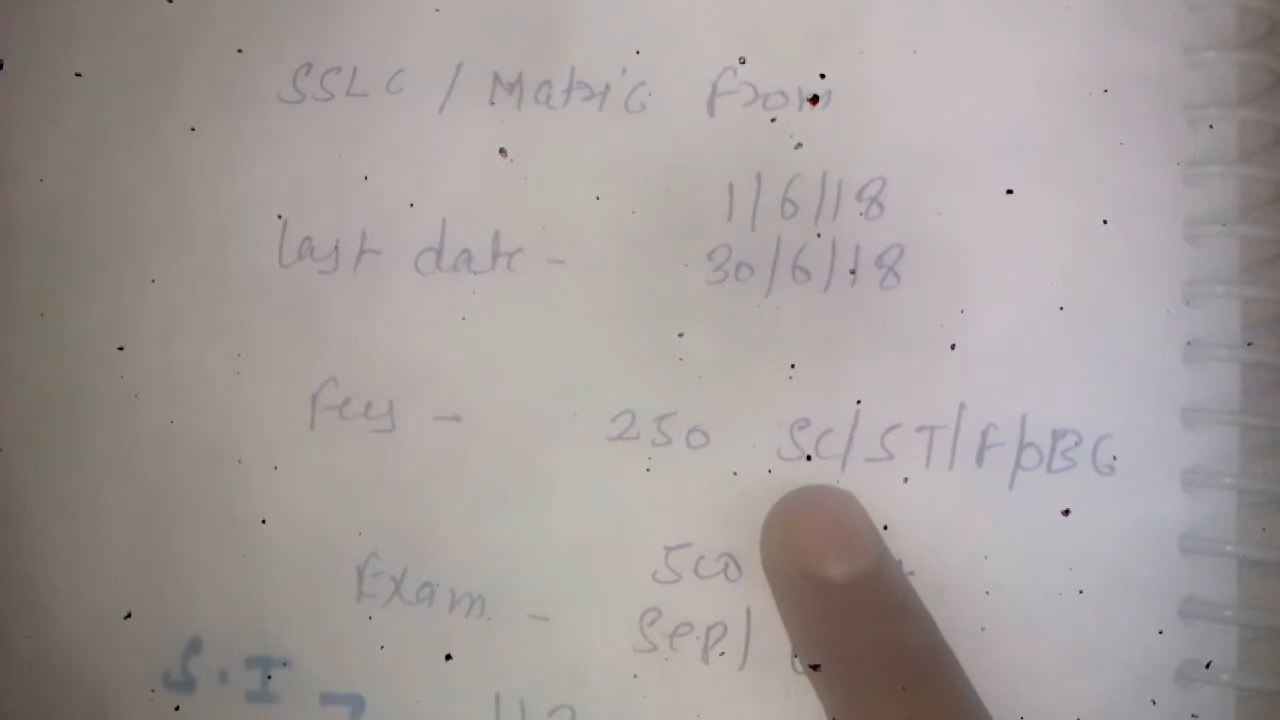 SSLC / Matric from
1/6/18
last date - 30/6/18
Fees - 250 SC/ST/F/OBC
500
Exam - Sep/
S.I -